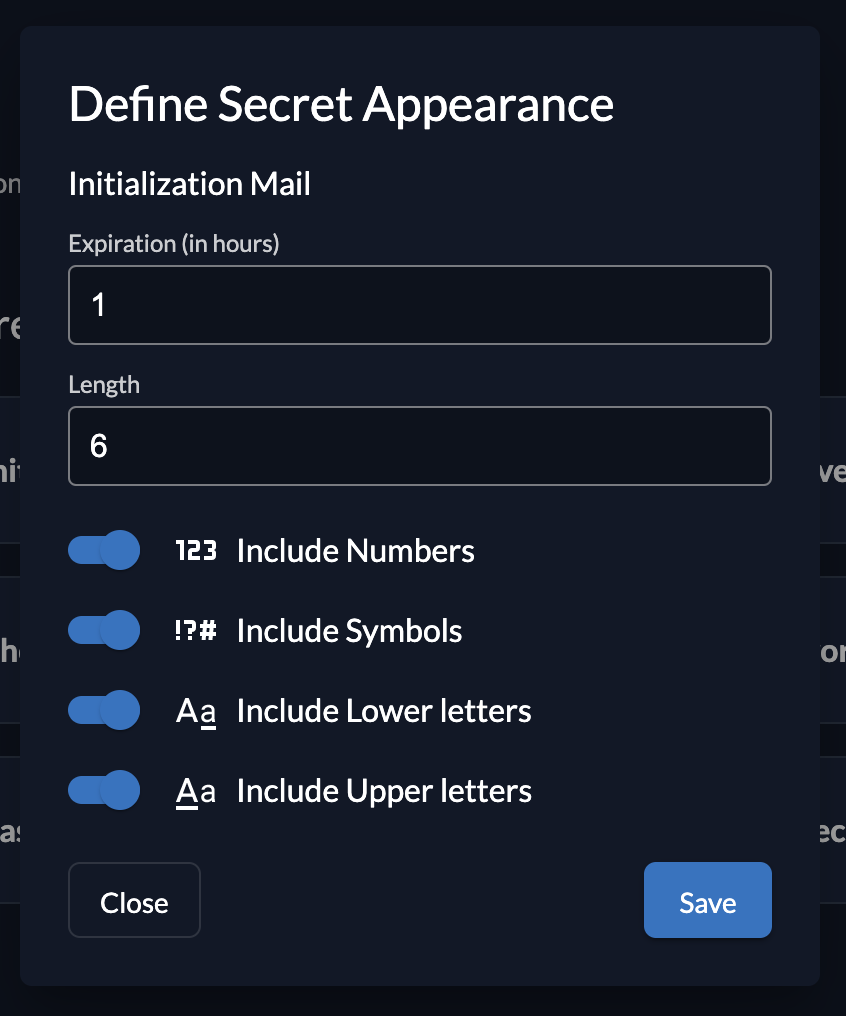 Define Secret Appearance
Initialization Mail
Expiration (in hours)
1
Length
6
123 Include Numbers
!?# Include Symbols
Aa Include Lower letters
Aa Include Upper letters
Close Save